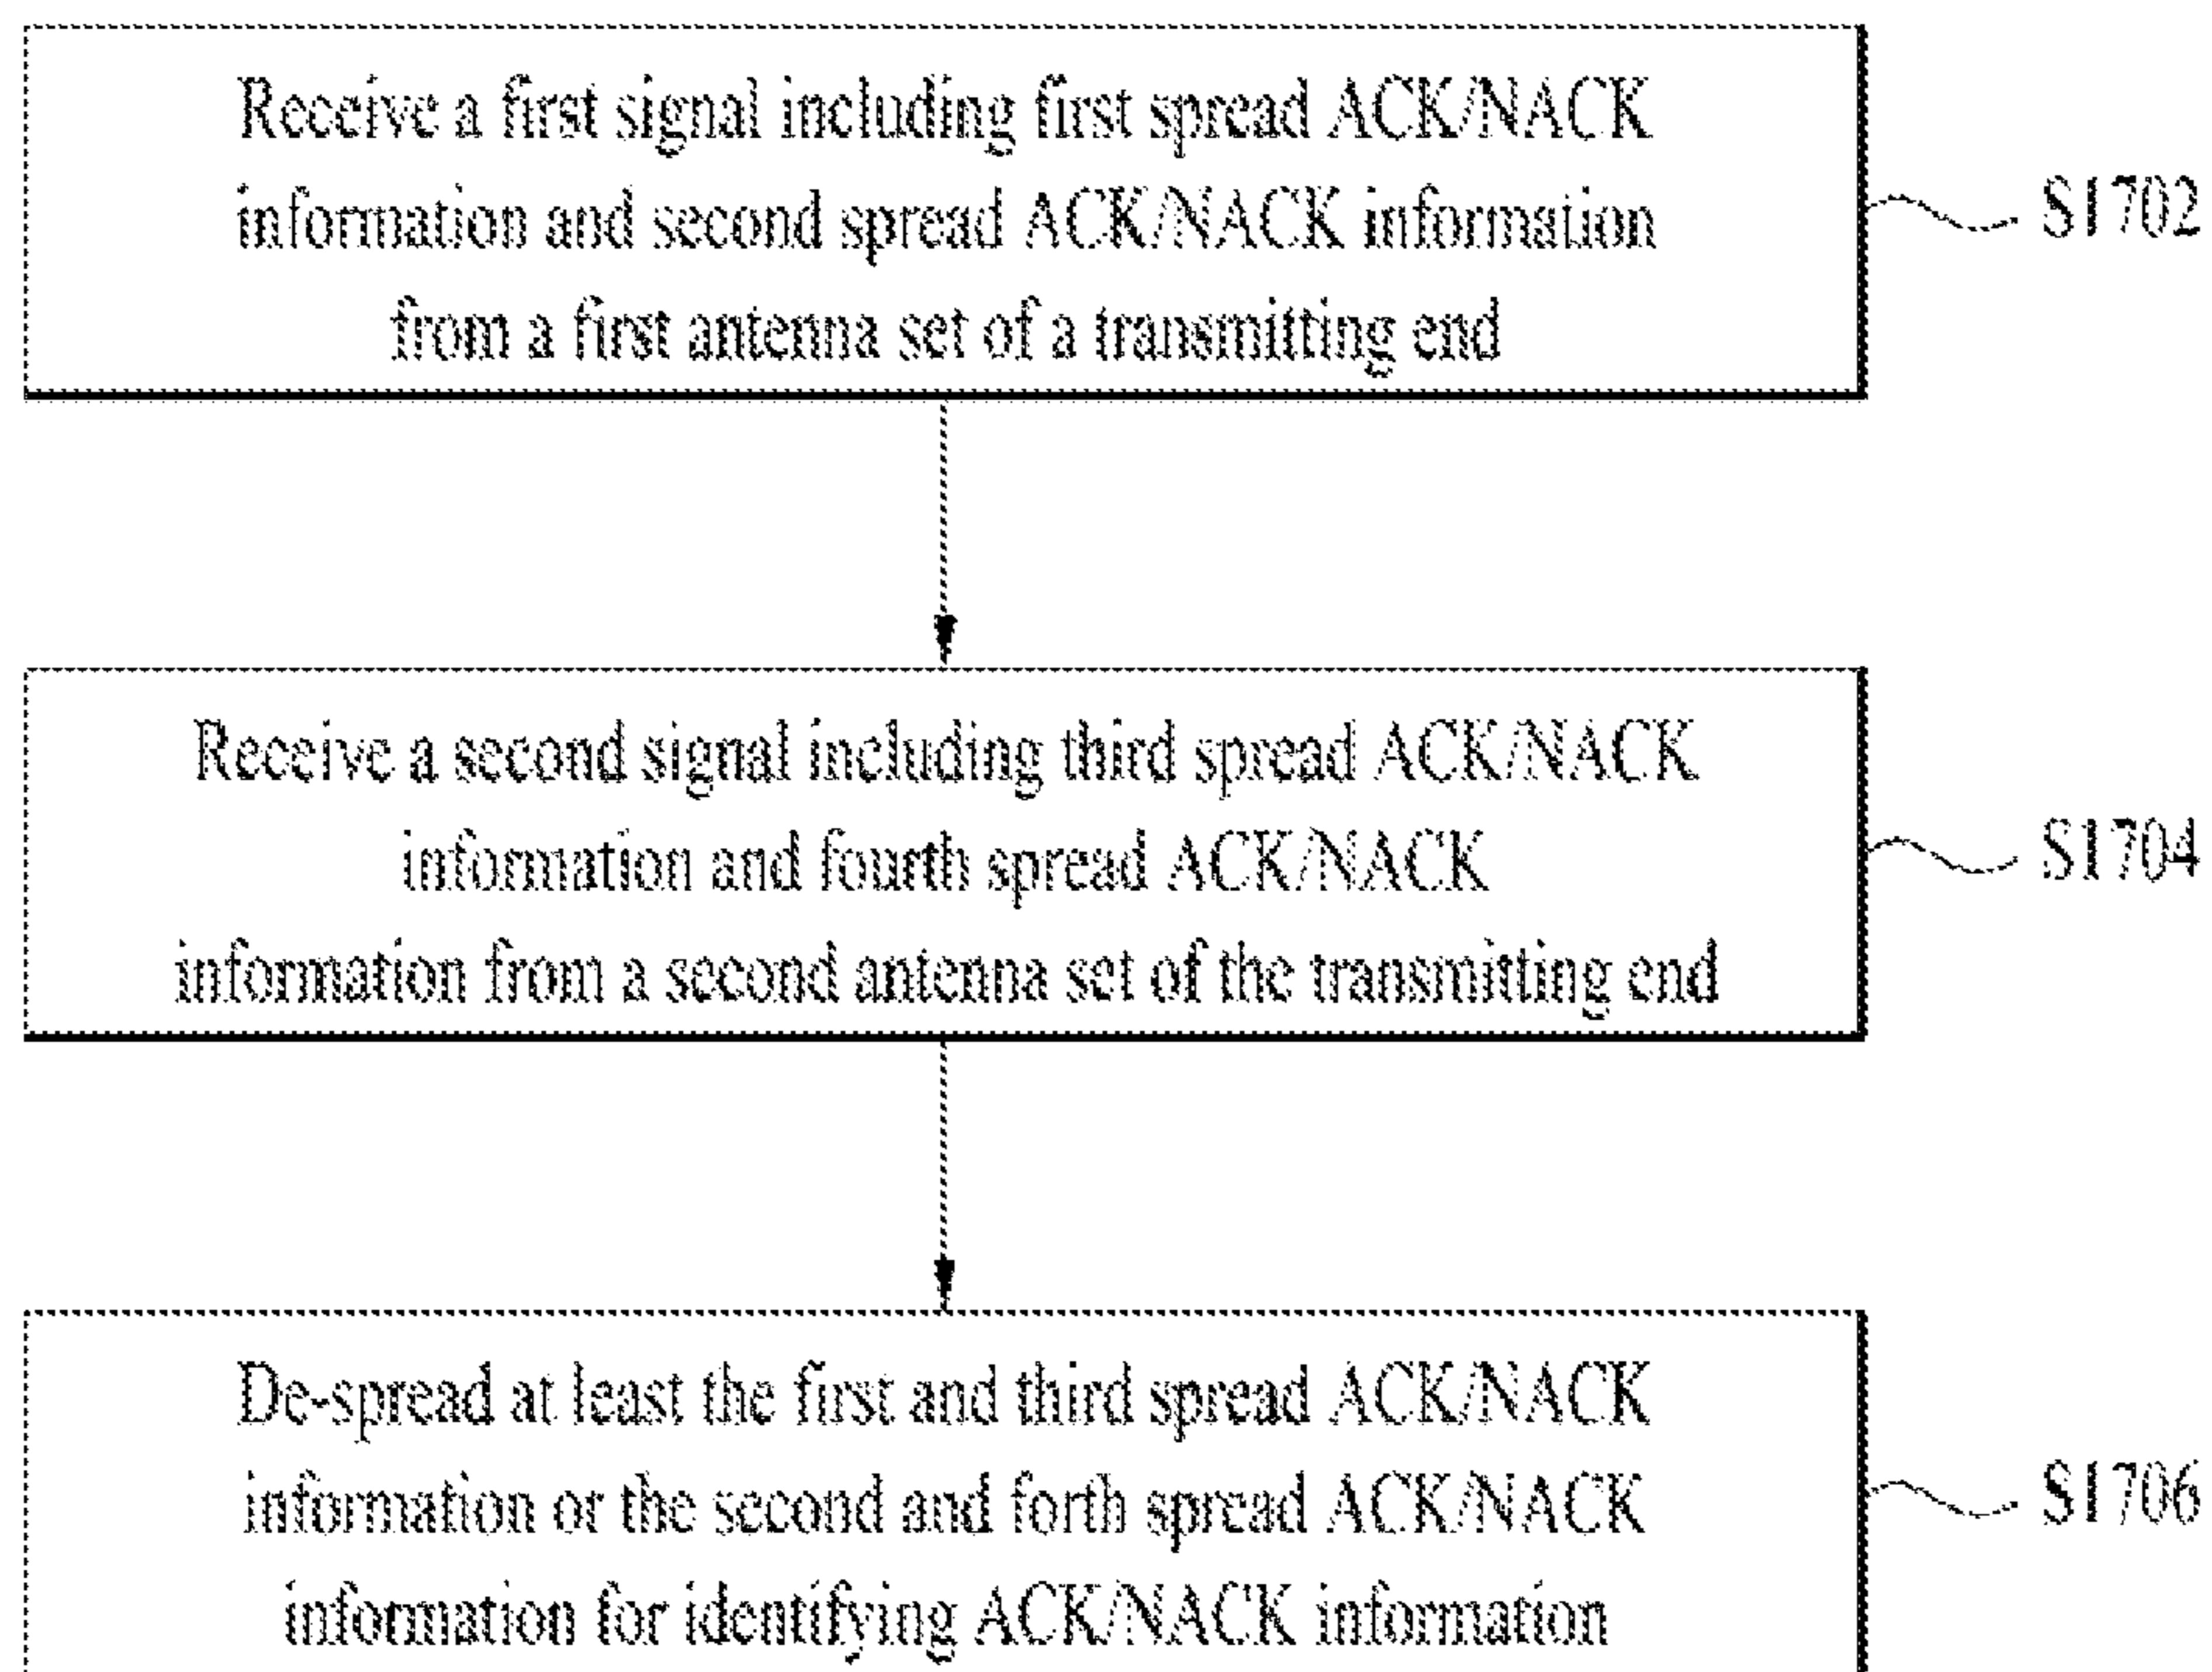 Receive a first signal including first spread ACK/NACK
information and second spread ACK/NACK information
from a first antenna set of a transmitting end
S1702
Receive a second signal including third spread ACK/NACK
information and fourth spread ACK/NACK
information from a second antenna set of the transmitting end
S1704
De-spread at least the first and third spread ACK/NACK
information or the second and forth spread ACK/NACK
information for identifying ACK/NACK information
S1706